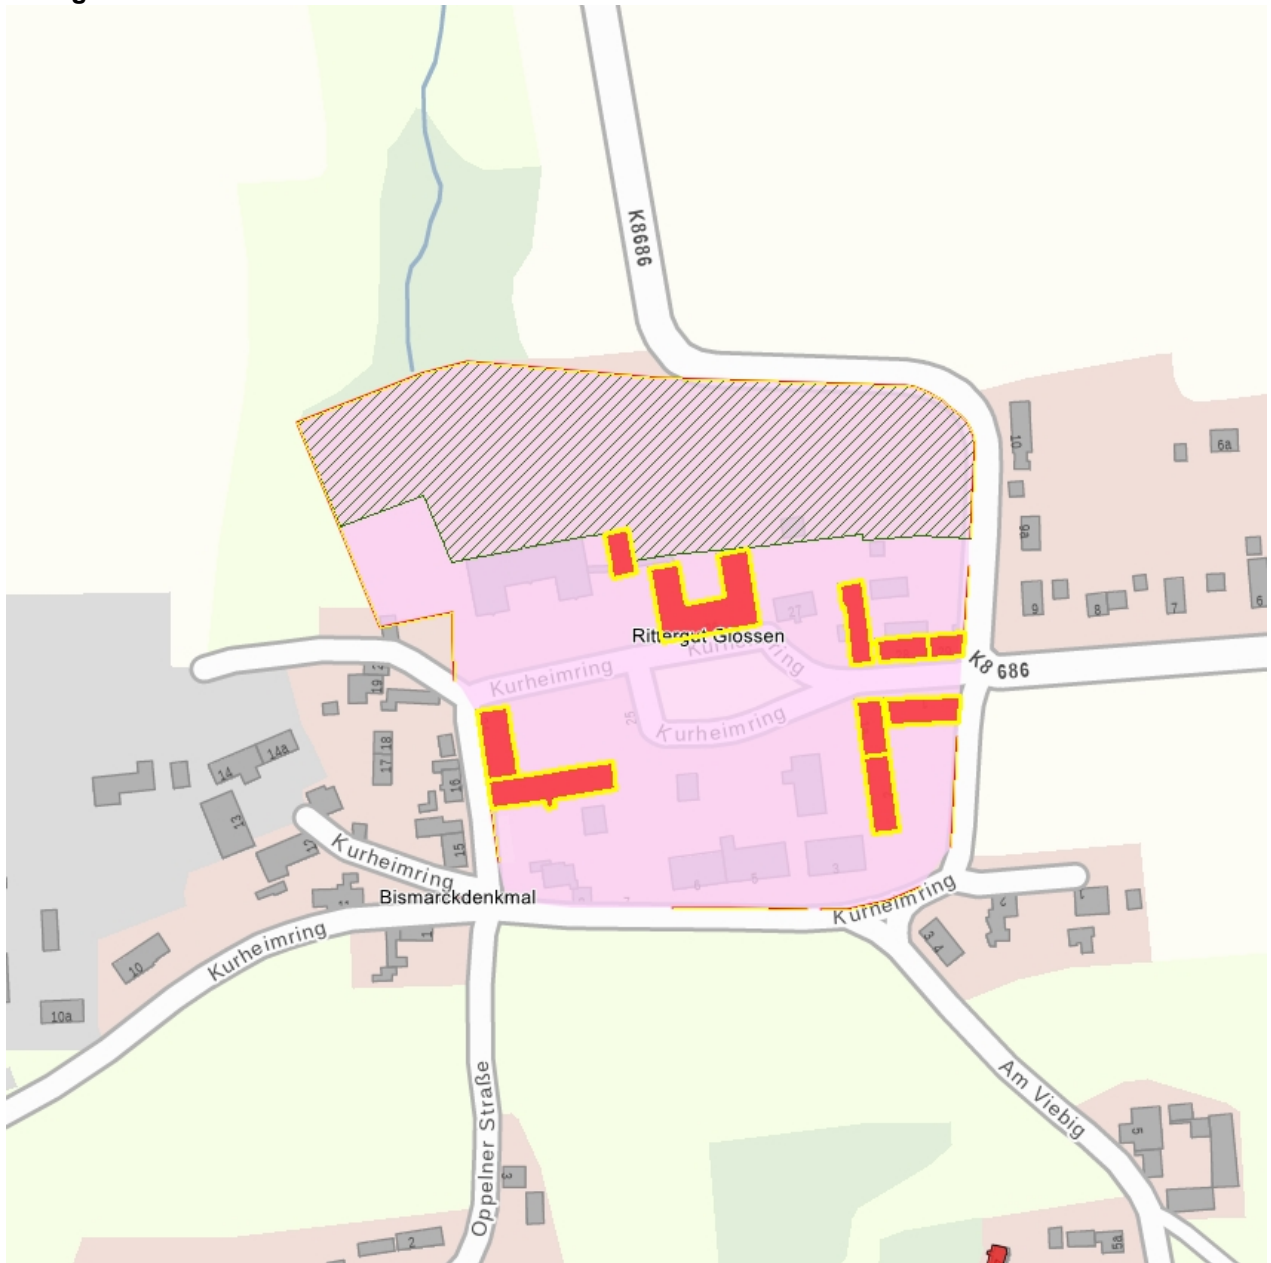 K8686
10
6a
9a
9
8
7
6
27
Rittergut Glossen
Kurheimring
K8 686
Kurheimring
19
25
Kurheimring
18
17
14a
14
16
13
15
12
Kurheimring
3
5
6
Bismarckdenkmal
11
Kurheimring
2
1
1
3
4
Kurheimring
10
10a
Am Viebig
Oppelner Straße
5
3
2
5a